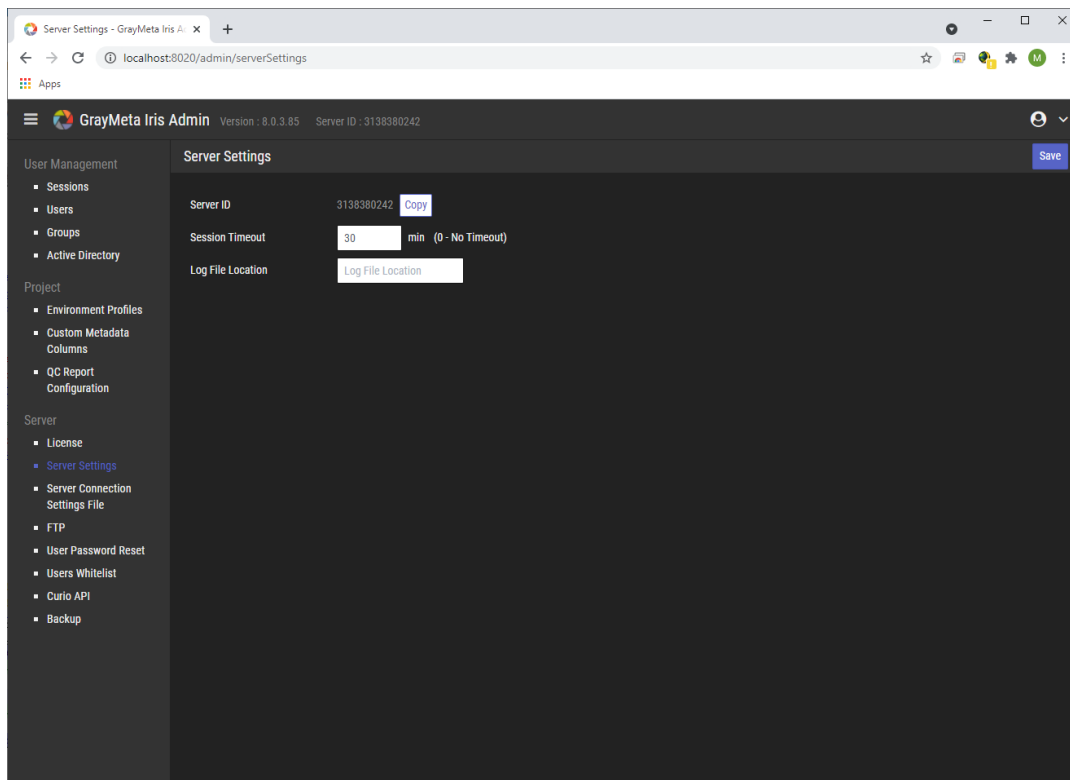 Server Settings - GrayMeta Iris A
localhost:8020/admin/serverSettings
M
Apps
GrayMeta Iris Admin Version : 8.0.3.85 Server ID : 3138380242
User Management
Sessions
Users
Groups
Active Directory
Project
Environment Profiles
Custom Metadata
Columns
QC Report
Configuration
Server
License
Server Settings
Server Connection
Settings File
FTP
User Password Reset
Users Whitelist
Curio API
Backup
Server Settings
Save
Server ID 3138380242 Copy
Session Timeout 30 min (0 - No Timeout)
Log File Location Log File Location